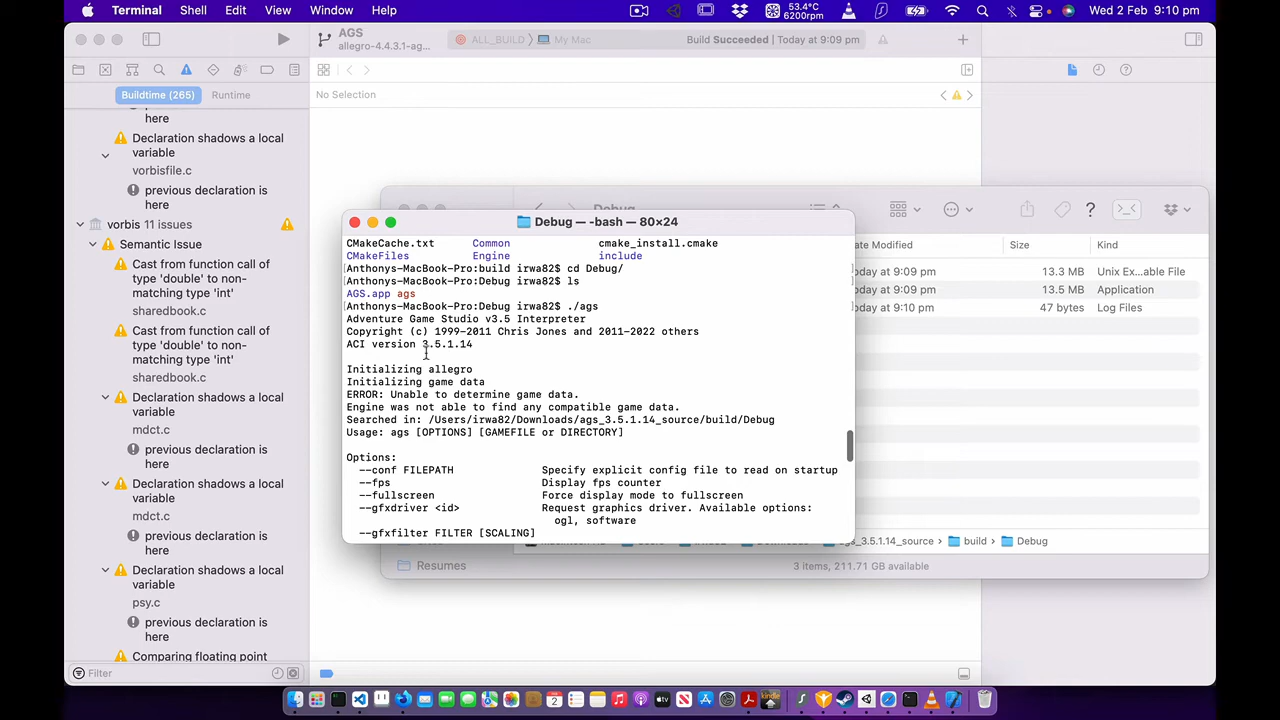 Terminal Shell Edit View Window Help 53.4°C 6200rpm Wed 2 Feb 9:10 pm
AGS
allegro-4.4.3.1-ags...
ALL_BUILD 〉 My Mac
Build Succeeded | Today at 9:09 pm
Buildtime (265) Runtime
No Selection
here
Declaration shadows a local
variable
vorbisfile.c
previous declaration is
here
vorbis 11 issues
Semantic Issue
Cast from function call of
type 'double' to non-
matching type 'int'
sharedbook.c
Cast from function call of
type 'double' to non-
matching type 'int'
sharedbook.c
Declaration shadows a local
variable
mdct.c
previous declaration is
here
Declaration shadows a local
variable
mdct.c
previous declaration is
here
Declaration shadows a local
variable
psy.c
previous declaration is
here
Comparing floating point
Filter
Debug
Debug — -bash — 80×24
CMakeCache.txt Common cmake_install.cmake
CMakeFiles Engine include
[Anthonys-MacBook-Pro:build irwa82$ cd Debug/ ]
[Anthonys-MacBook-Pro:Debug irwa82$ ls ]
AGS.app ags
[Anthonys-MacBook-Pro:Debug irwa82$ ./ags ]
Adventure Game Studio v3.5 Interpreter
Copyright (c) 1999-2011 Chris Jones and 2011-2022 others
ACI version 3.5.1.14
Initializing allegro
Initializing game data
ERROR: Unable to determine game data.
Engine was not able to find any compatible game data.
Searched in: /Users/irwa82/Downloads/ags_3.5.1.14_source/build/Debug
Usage: ags [OPTIONS] [GAMEFILE or DIRECTORY]
Options:
--conf FILEPATH Specify explicit config file to read on startup
--fps Display fps counter
--fullscreen Force display mode to fullscreen
--gfxdriver <id> Request graphics driver. Available options:
ogl, software
--gfxfilter FILTER [SCALING]
Date Modified Size Kind
Today at 9:09 pm 13.3 MB Unix Ex...able File
Today at 9:09 pm 13.5 MB Application
Today at 9:10 pm 47 bytes Log Files
ags_3.5.1.14_source 〉 build 〉 Debug
Resumes
3 items, 211.71 GB available